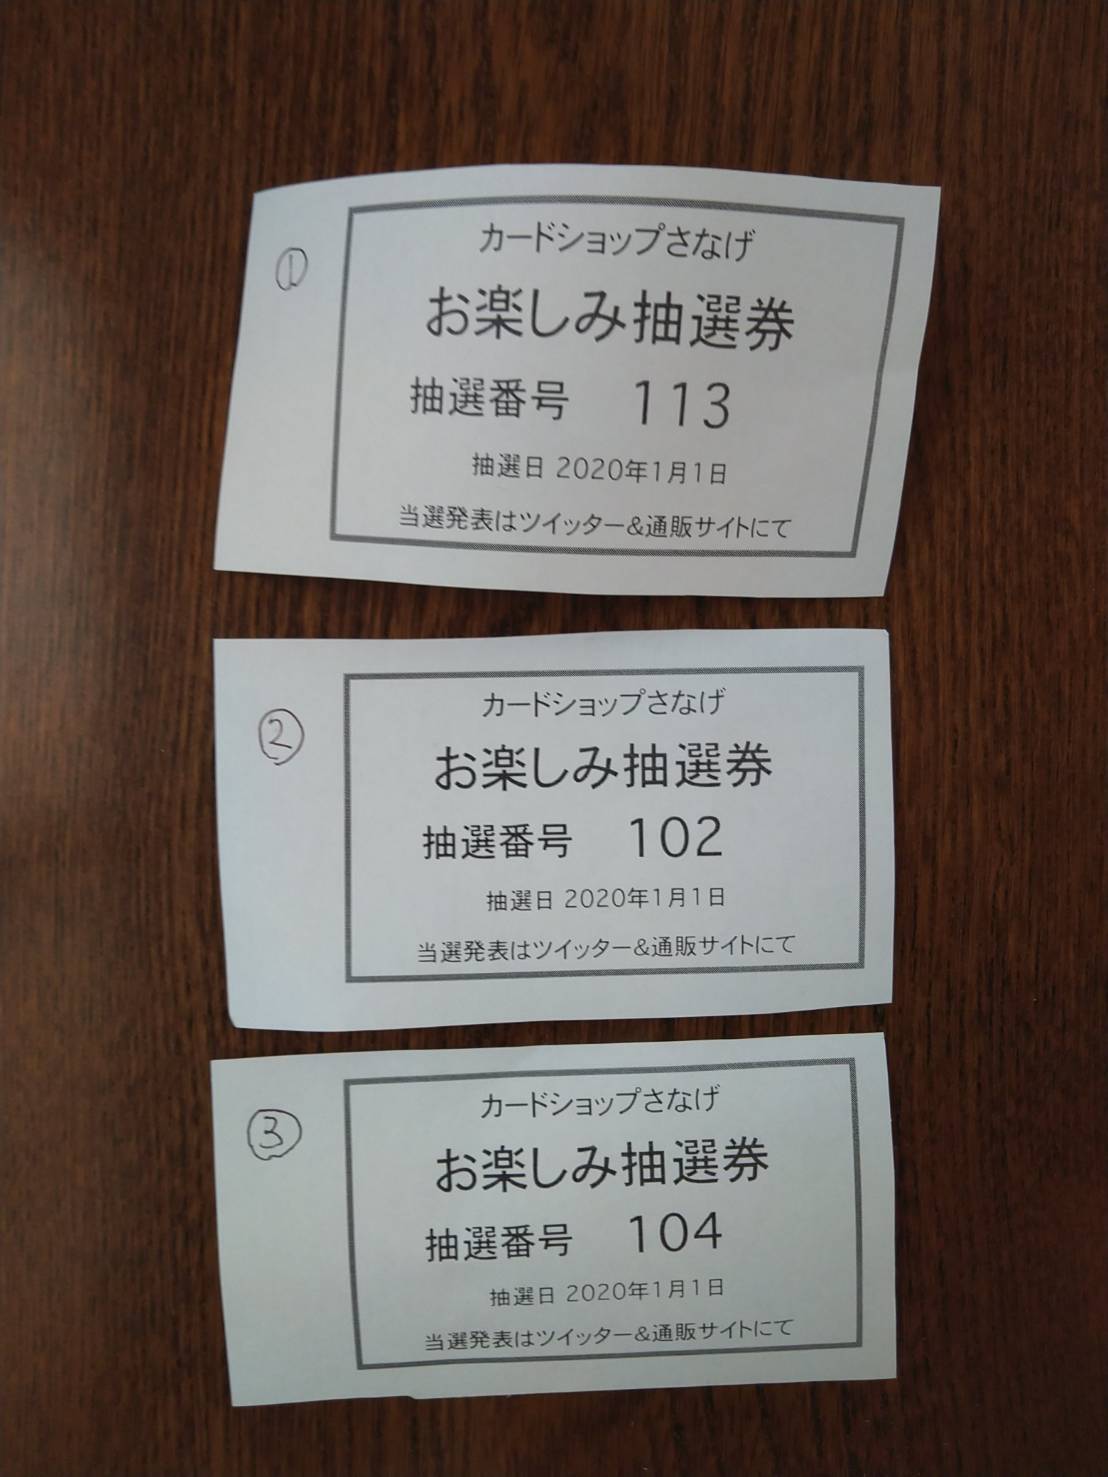 ①
カードショップさなげ
お楽しみ抽選券
抽選番号 113
抽選日 2020年1月1日
当選発表はツイッター&通販サイトにて
②
カードショップさなげ
お楽しみ抽選券
抽選番号 102
抽選日 2020年1月1日
当選発表はツイッター&通販サイトにて
③
カードショップさなげ
お楽しみ抽選券
抽選番号 104
抽選日 2020年1月1日
当選発表はツイッター&通販サイトにて